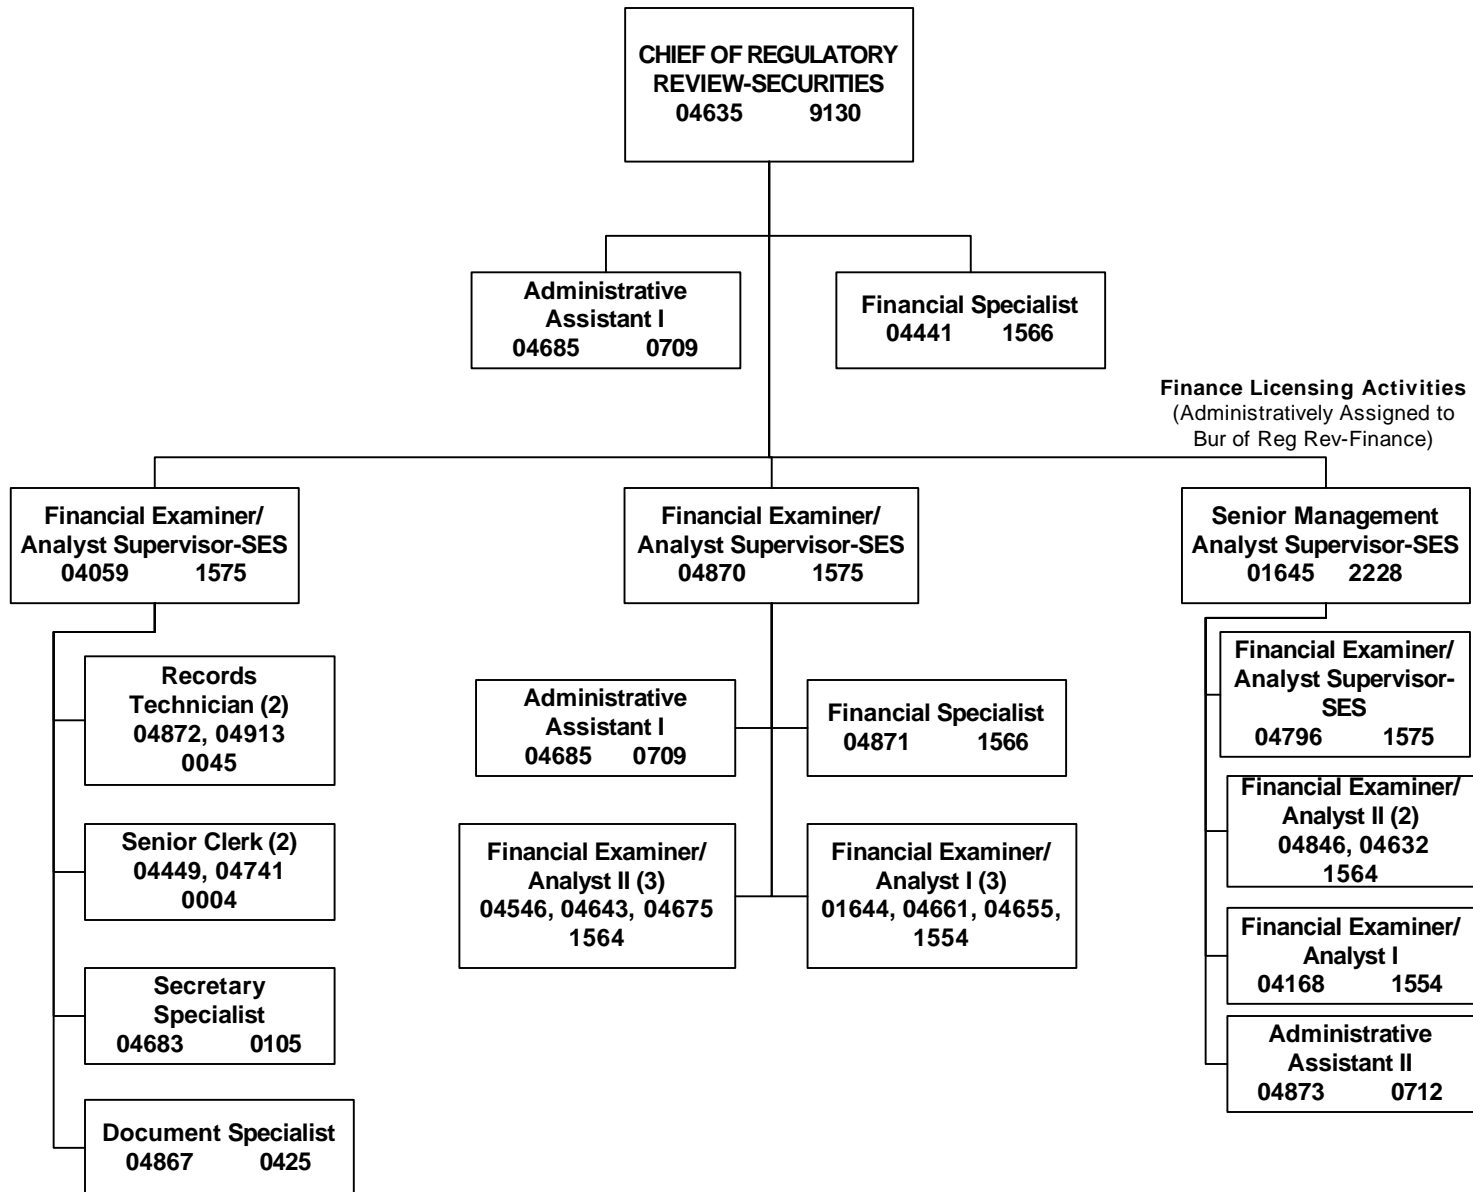 CHIEF OF REGULATORY
REVIEW-SECURITIES
04635 9130
Administrative
Assistant I
04685 0709
Financial Specialist
04441 1566
Finance Licensing Activities
(Administratively Assigned to
Bur of Reg Rev-Finance)
Financial Examiner/
Analyst Supervisor-SES
04059 1575
Financial Examiner/
Analyst Supervisor-SES
04870 1575
Senior Management
Analyst Supervisor-SES
01645 2228
Records
Technician (2)
04872, 04913
0045
Senior Clerk (2)
04449, 04741
0004
Secretary
Specialist
04683 0105
Document Specialist
04867 0425
Administrative
Assistant I
04685 0709
Financial Specialist
04871 1566
Financial Examiner/
Analyst II (3)
04546, 04643, 04675
1564
Financial Examiner/
Analyst I (3)
01644, 04661, 04655,
1554
Financial Examiner/
Analyst Supervisor-
SES
04796 1575
Financial Examiner/
Analyst II (2)
04846, 04632
1564
Financial Examiner/
Analyst I
04168 1554
Administrative
Assistant II
04873 0712